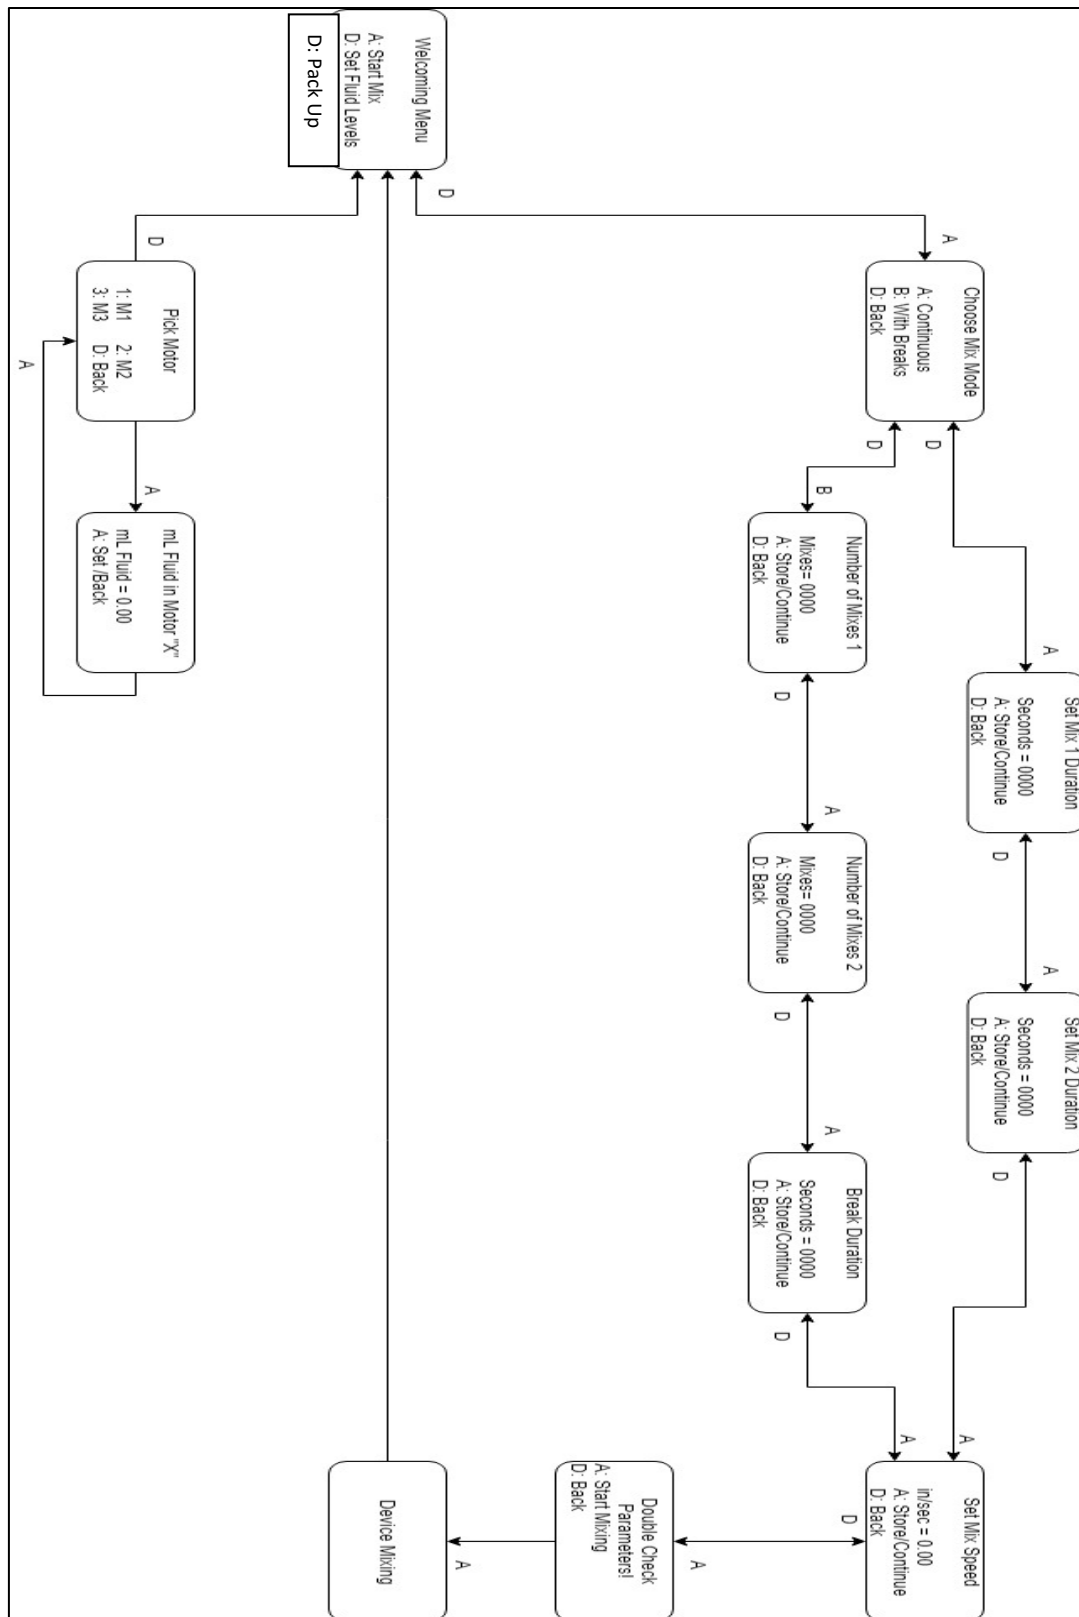 Welcoming Menu
A: Start Mix
D: Set Fluid Levels
D: Pack Up
D
A
Choose Mix Mode
A: Continuous
B: With Breaks
D: Back
D
D
A
Set Mix 1 Duration
Seconds = 0000
A: Store/Continue
D: Back
D
A
Set Mix 2 Duration
Seconds = 0000
A: Store/Continue
D: Back
D
A
B
Number of Mixes 1
Mixes= 0000
A: Store/Continue
D: Back
D
A
Number of Mixes 2
Mixes= 0000
A: Store/Continue
D: Back
D
A
Break Duration
Seconds = 0000
A: Store/Continue
D: Back
D
A
Set Mix Speed
in/sec = 0.00
A: Store/Continue
D: Back
D
A
Double Check
Parameters!
A: Start Mixing
D: Back
A
Device Mixing
D
Pick Motor
1: M1 2: M2
3: M3 D: Back
A
mL Fluid in Motor "X"
mL Fluid = 0.00
A: Set /Back
A